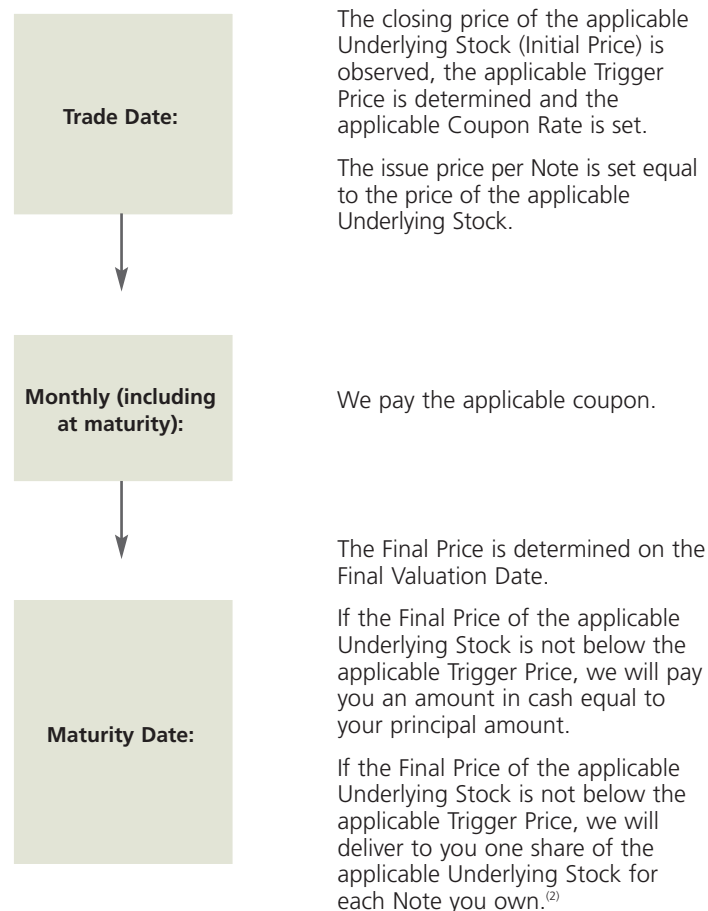 The closing price of the applicable
Underlying Stock (Initial Price) is
observed, the applicable Trigger
Price is determined and the
applicable Coupon Rate is set.
Trade Date:
The issue price per Note is set equal
to the price of the applicable
Underlying Stock.
Monthly (including
at maturity):
We pay the applicable coupon.
The Final Price is determined on the
Final Valuation Date.
If the Final Price of the applicable
Underlying Stock is not below the
applicable Trigger Price, we will pay
you an amount in cash equal to
your principal amount.
Maturity Date:
If the Final Price of the applicable
Underlying Stock is not below the
applicable Trigger Price, we will
deliver to you one share of the
applicable Underlying Stock for
each Note you own.(2)